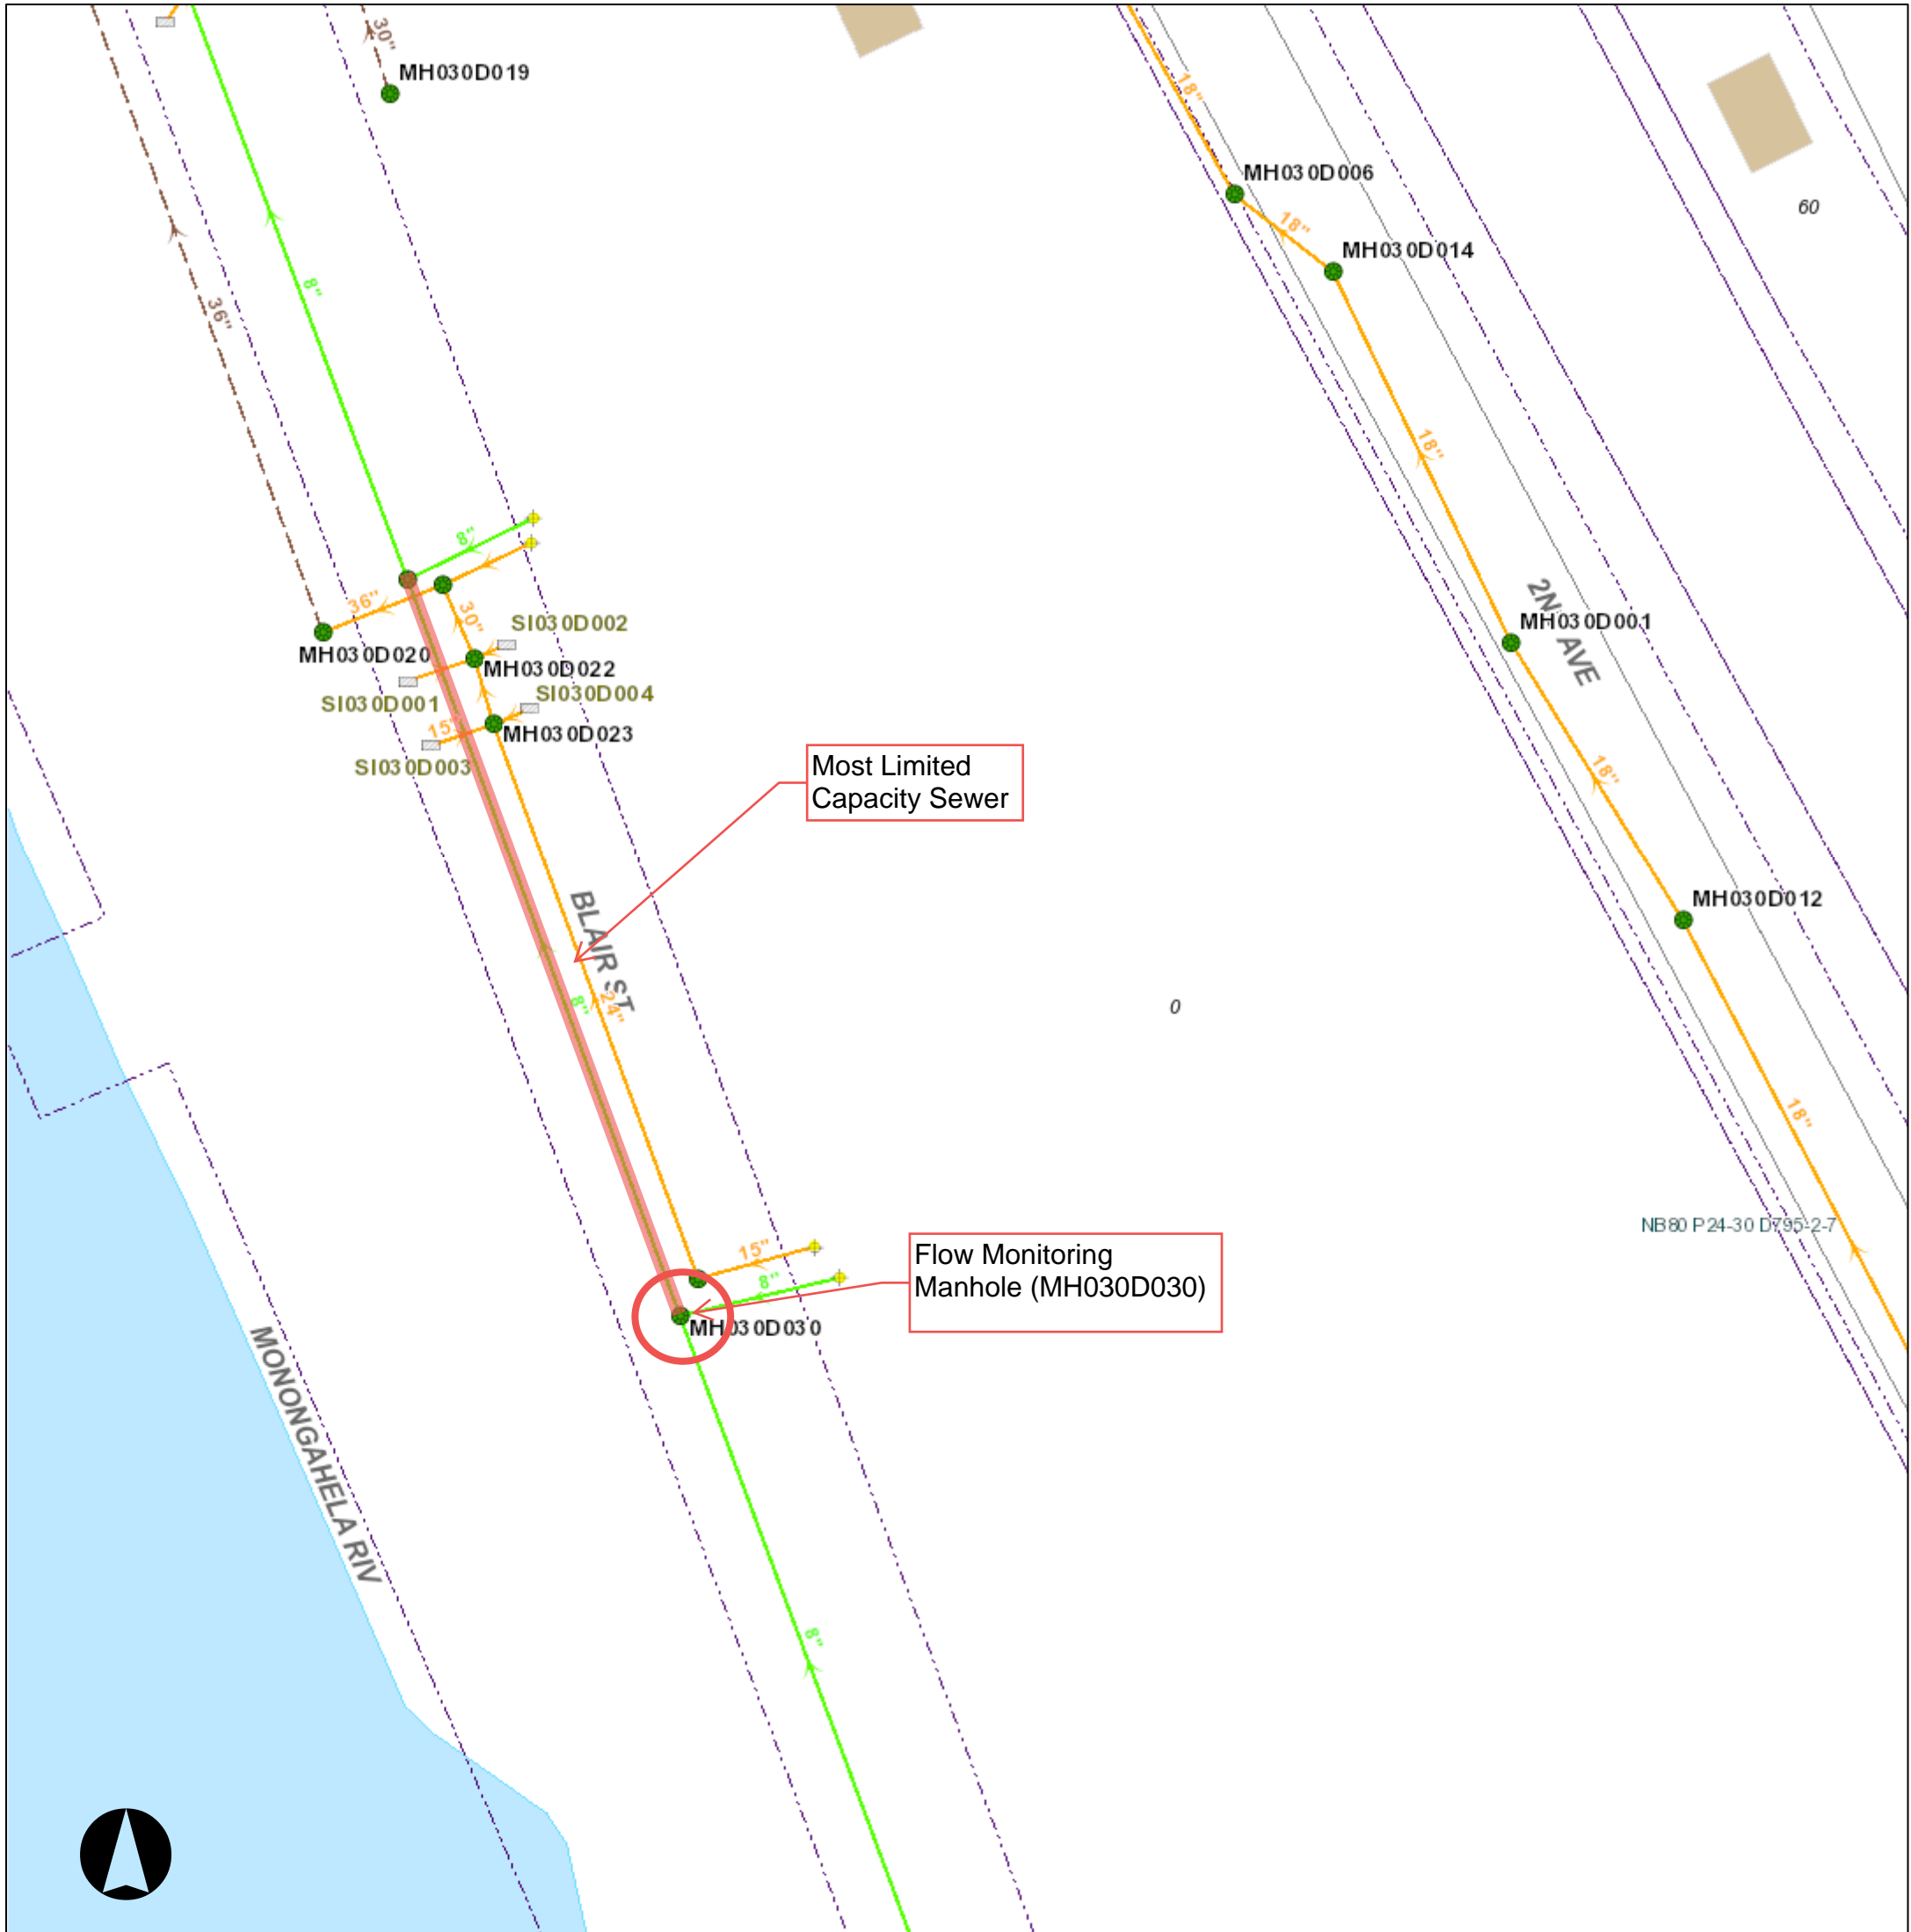 30"
MH030D019
18"
MH030D006
60
18"
MH030D014
8"
36"
18"
8"
36"
30"
SI030D002
2N AVE
MH030D001
MH030D020
MH030D022
SI030D004
SI030D001
15"
MH030D023
SI030D003
18"
Most Limited
Capacity Sewer
BLAIR ST
MH030D012
8"
24"
0
18"
NB80 P24-30 D795-2-7
15"
8"
Flow Monitoring
Manhole (MH030D030)
MH030D030
MONONGAHELA RIV
8"